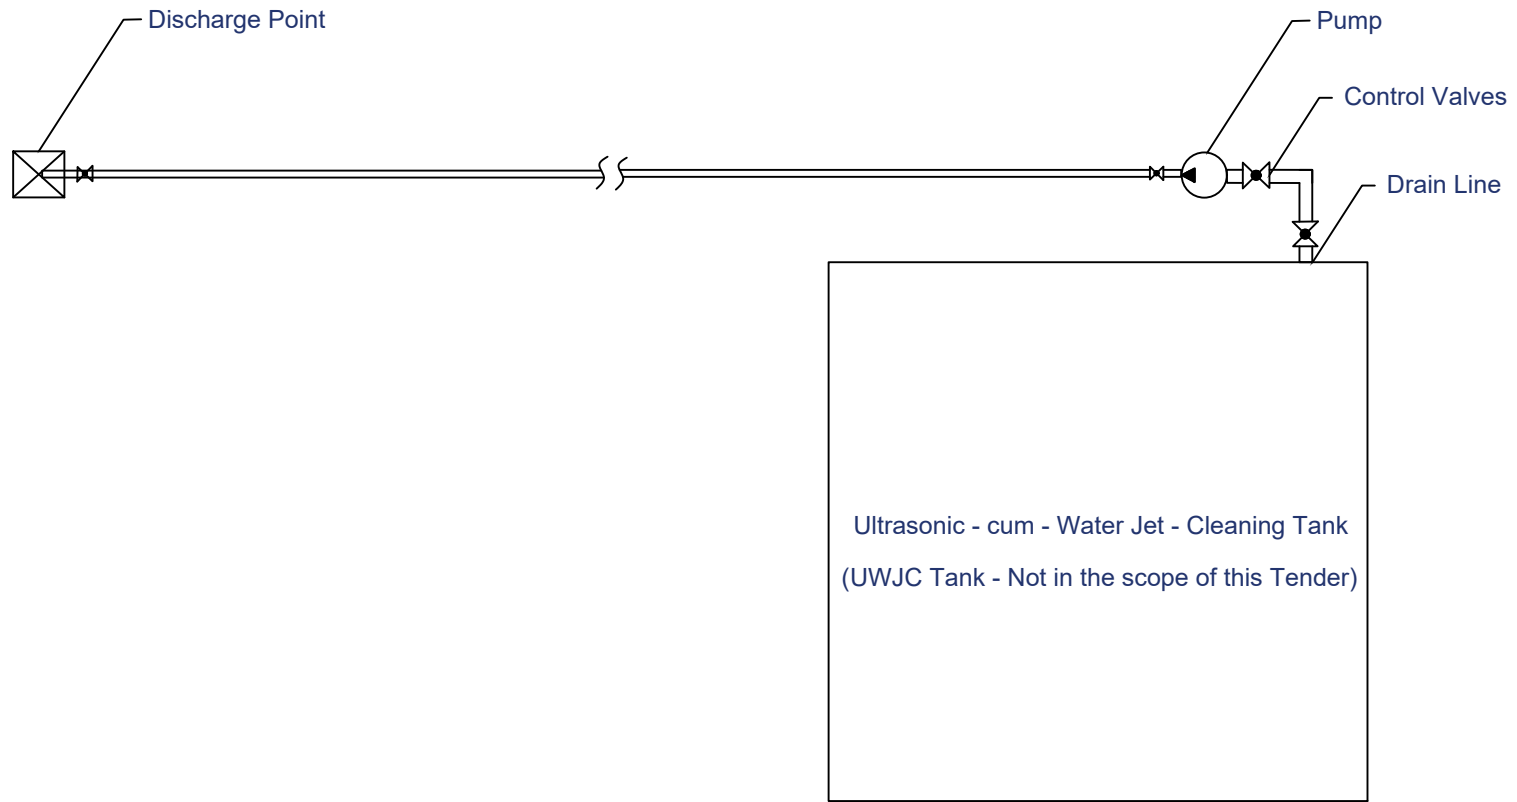 Discharge Point
Pump
Control Valves
Drain Line
Ultrasonic - cum - Water Jet - Cleaning Tank
(UWJC Tank - Not in the scope of this Tender)